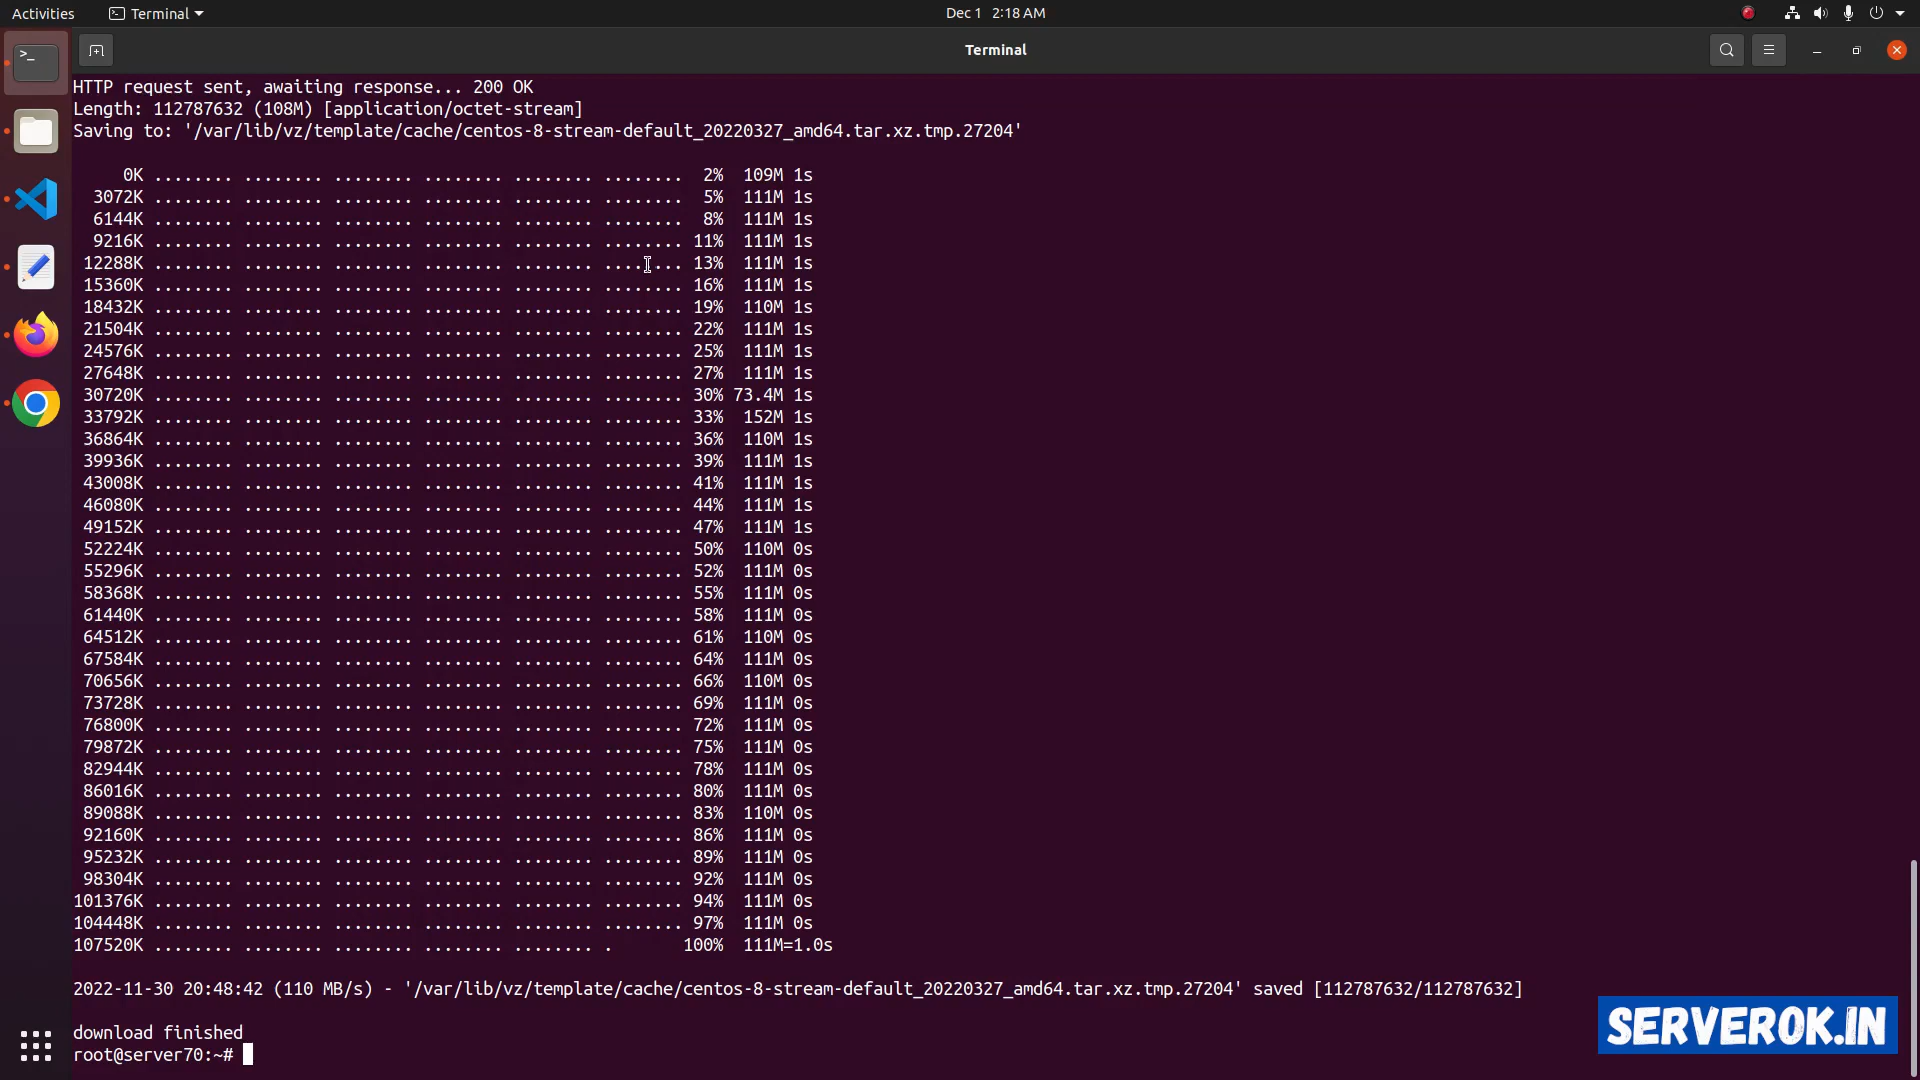 Activities
Terminal
Dec 1 2:18 AM
Terminal
HTTP request sent, awaiting response... 200 OK
Length: 112787632 (108M) [application/octet-stream]
Saving to: '/var/lib/vz/template/cache/centos-8-stream-default_20220327_amd64.tar.xz.tmp.27204'
0K ........ ........ ........ ........ ........ ........ 2% 109M 1s
3072K ........ ........ ........ ........ ........ ........ 5% 111M 1s
6144K ........ ........ ........ ........ ........ ........ 8% 111M 1s
9216K ........ ........ ........ ........ ........ ........ 11% 111M 1s
12288K ........ ........ ........ ........ ........ ........ 13% 111M 1s
15360K ........ ........ ........ ........ ........ ........ 16% 111M 1s
18432K ........ ........ ........ ........ ........ ........ 19% 110M 1s
21504K ........ ........ ........ ........ ........ ........ 22% 111M 1s
24576K ........ ........ ........ ........ ........ ........ 25% 111M 1s
27648K ........ ........ ........ ........ ........ ........ 27% 111M 1s
30720K ........ ........ ........ ........ ........ ........ 30% 73.4M 1s
33792K ........ ........ ........ ........ ........ ........ 33% 152M 1s
36864K ........ ........ ........ ........ ........ ........ 36% 110M 1s
39936K ........ ........ ........ ........ ........ ........ 39% 111M 1s
43008K ........ ........ ........ ........ ........ ........ 41% 111M 1s
46080K ........ ........ ........ ........ ........ ........ 44% 111M 1s
49152K ........ ........ ........ ........ ........ ........ 47% 111M 1s
52224K ........ ........ ........ ........ ........ ........ 50% 110M 0s
55296K ........ ........ ........ ........ ........ ........ 52% 111M 0s
58368K ........ ........ ........ ........ ........ ........ 55% 111M 0s
61440K ........ ........ ........ ........ ........ ........ 58% 111M 0s
64512K ........ ........ ........ ........ ........ ........ 61% 110M 0s
67584K ........ ........ ........ ........ ........ ........ 64% 111M 0s
70656K ........ ........ ........ ........ ........ ........ 66% 110M 0s
73728K ........ ........ ........ ........ ........ ........ 69% 111M 0s
76800K ........ ........ ........ ........ ........ ........ 72% 111M 0s
79872K ........ ........ ........ ........ ........ ........ 75% 111M 0s
82944K ........ ........ ........ ........ ........ ........ 78% 111M 0s
86016K ........ ........ ........ ........ ........ ........ 80% 111M 0s
89088K ........ ........ ........ ........ ........ ........ 83% 110M 0s
92160K ........ ........ ........ ........ ........ ........ 86% 111M 0s
95232K ........ ........ ........ ........ ........ ........ 89% 111M 0s
98304K ........ ........ ........ ........ ........ ........ 92% 111M 0s
101376K ........ ........ ........ ........ ........ ........ 94% 111M 0s
104448K ........ ........ ........ ........ ........ ........ 97% 111M 0s
107520K ........ ........ ........ ........ ........ . 100% 111M=1.0s
2022-11-30 20:48:42 (110 MB/s) - '/var/lib/vz/template/cache/centos-8-stream-default_20220327_amd64.tar.xz.tmp.27204' saved [112787632/112787632]
download finished
root@server70:~#
SERVEROK.IN